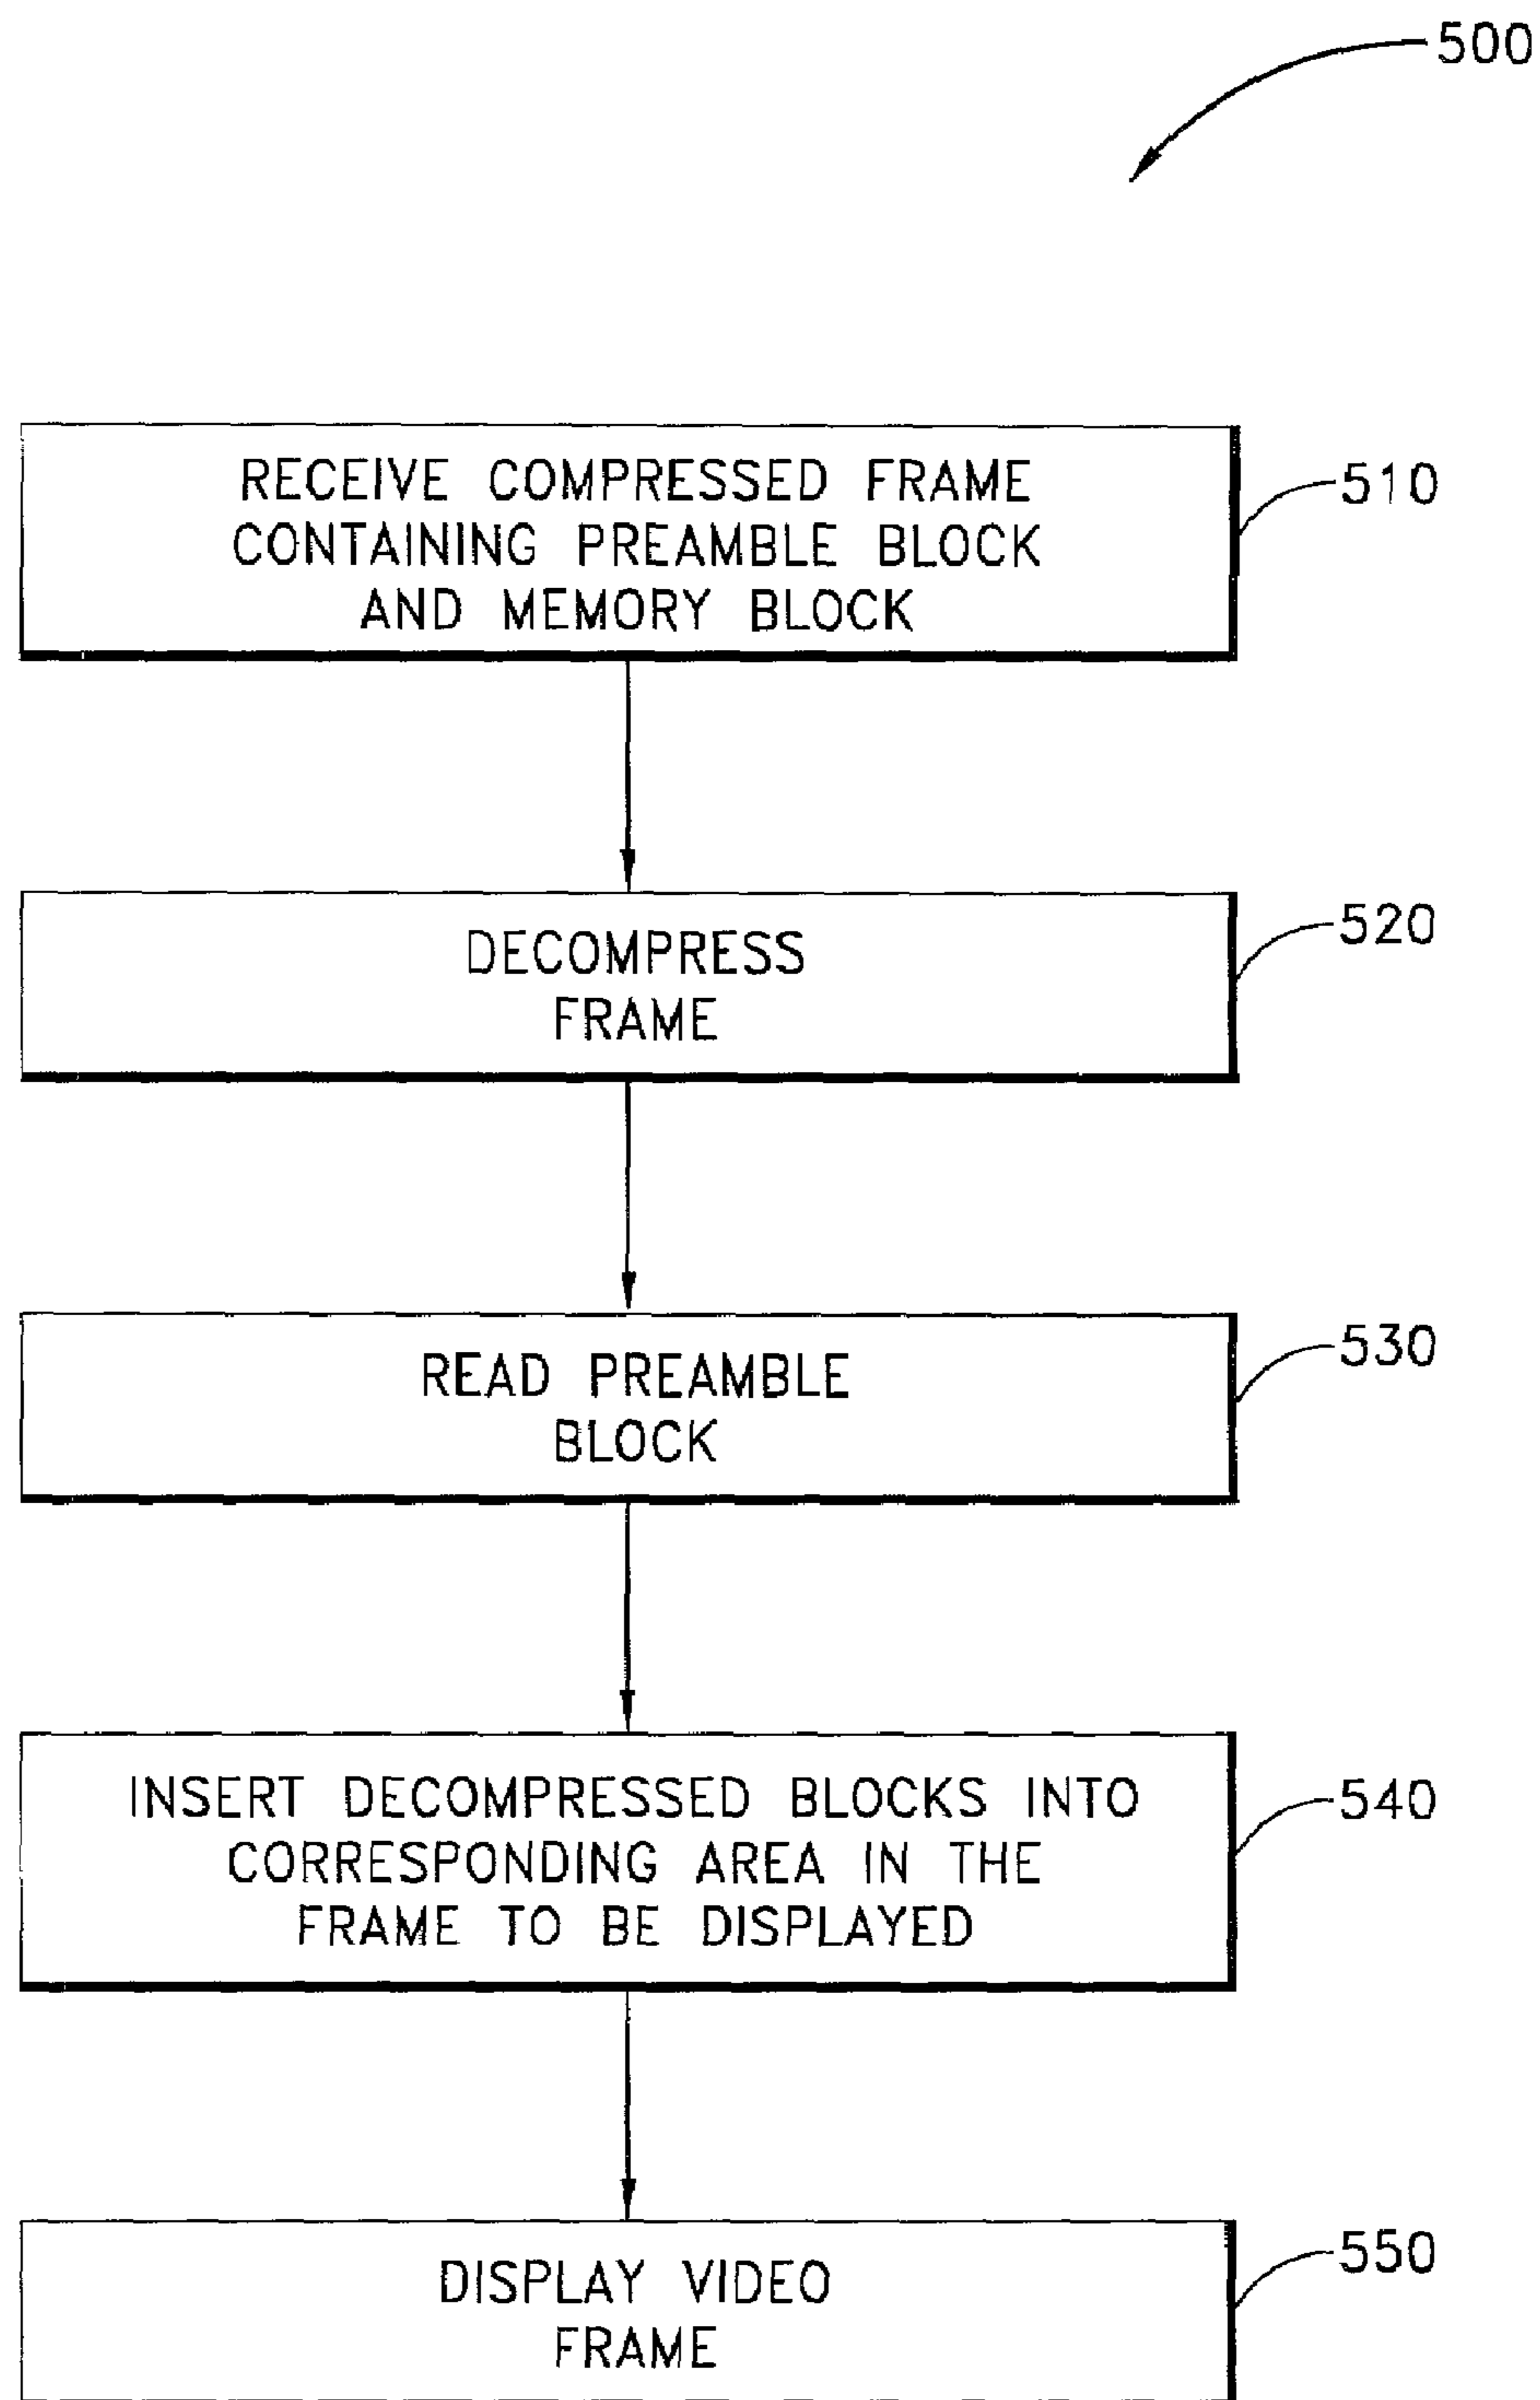 500
RECEIVE COMPRESSED FRAME
CONTAINING PREAMBLE BLOCK
AND MEMORY BLOCK
510
DECOMPRESS
FRAME
520
READ PREAMBLE
BLOCK
530
INSERT DECOMPRESSED BLOCKS INTO
CORRESPONDING AREA IN THE
FRAME TO BE DISPLAYED
540
DISPLAY VIDEO
FRAME
550